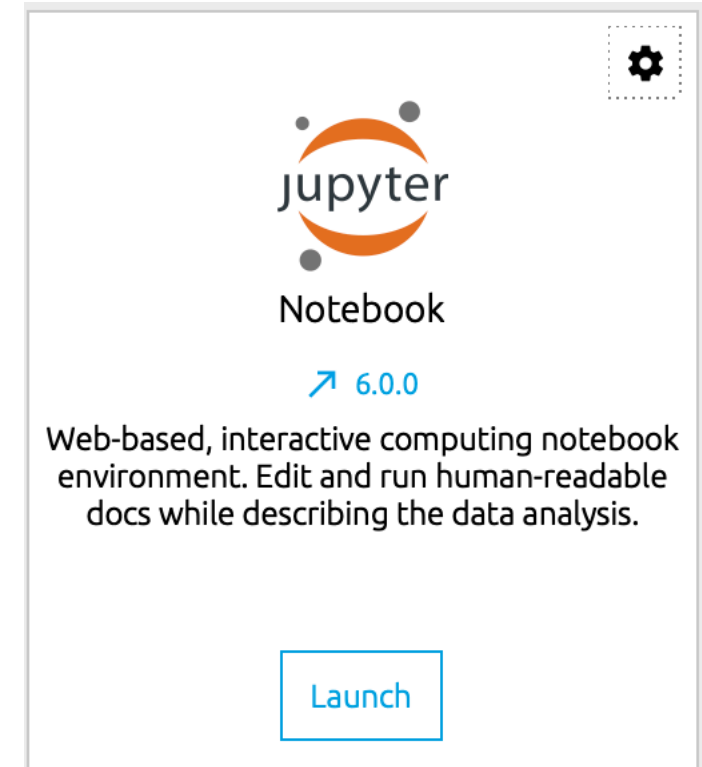 jupyter
Notebook
6.0.0
Web-based, interactive computing notebook
environment. Edit and run human-readable
docs while describing the data analysis.
Launch